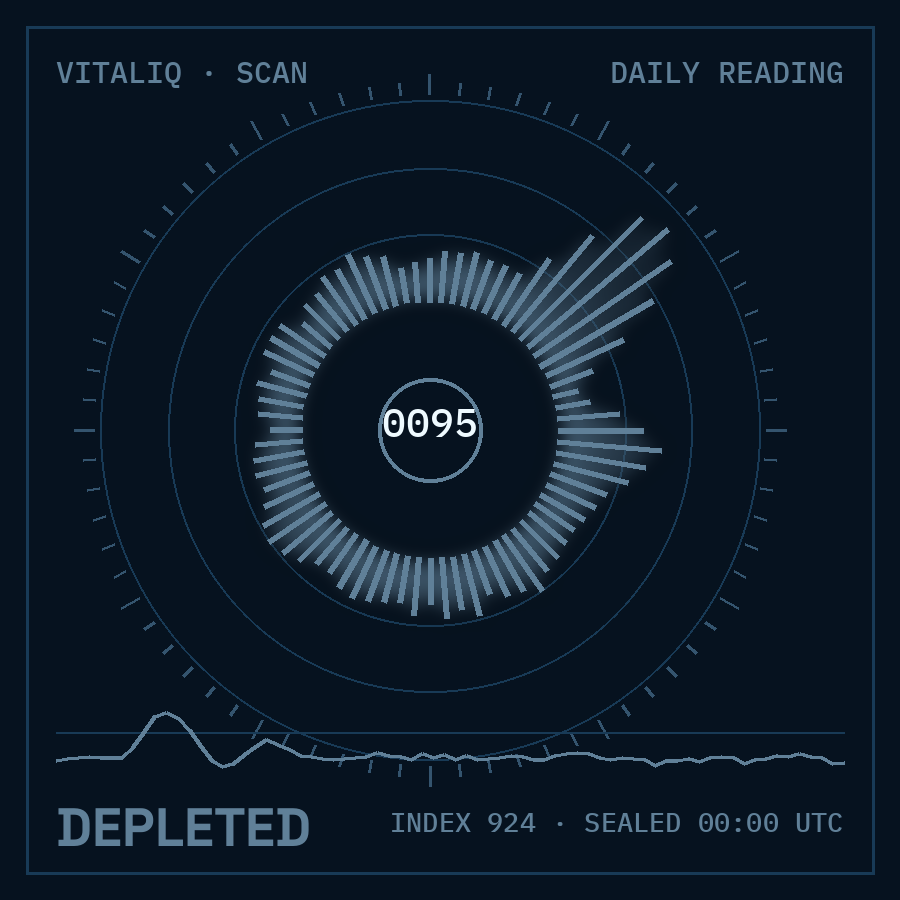 VITALIQ · SCAN
DAILY READING
0095
DEPLETED
INDEX 924 · SEALED 00:00 UTC